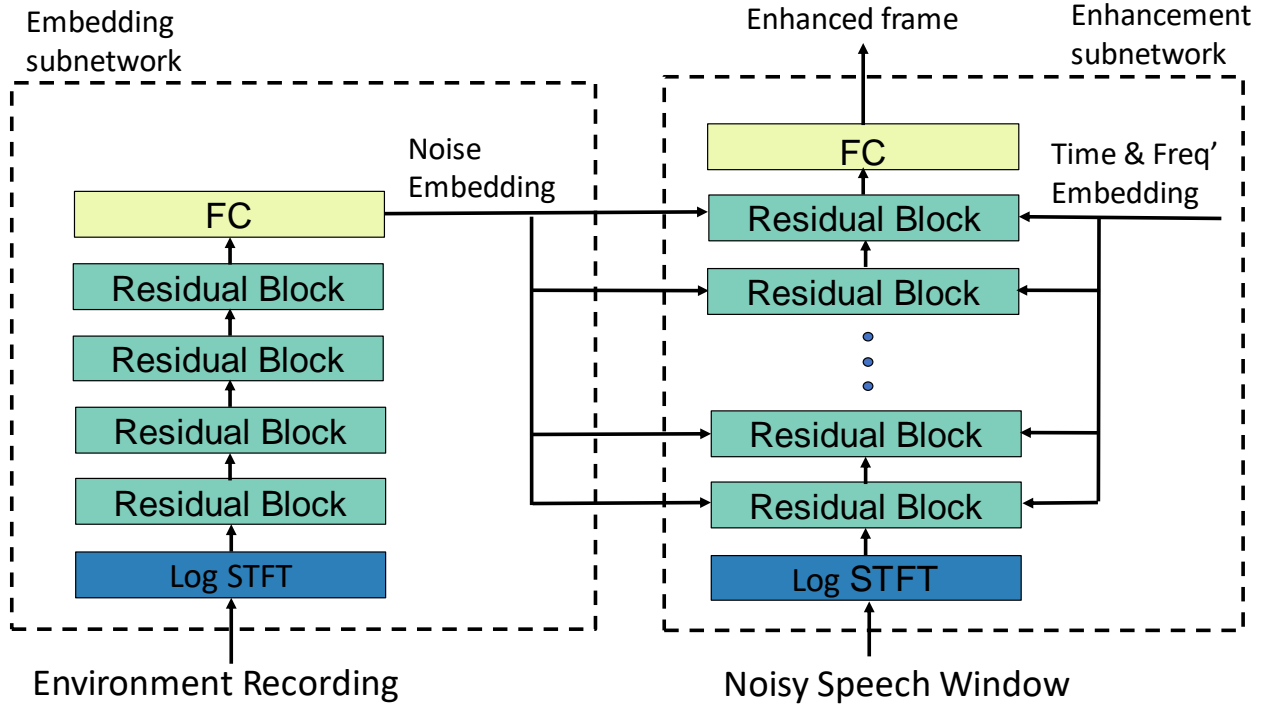 Embedding
subnetwork
Noise
Embedding
FC
Residual Block
Residual Block
Residual Block
Residual Block
Log STFT
Environment Recording
Enhanced frame
Enhancement
subnetwork
FC
Time & Freq’
Embedding
Residual Block
Residual Block
Residual Block
Residual Block
Log STFT
Noisy Speech Window